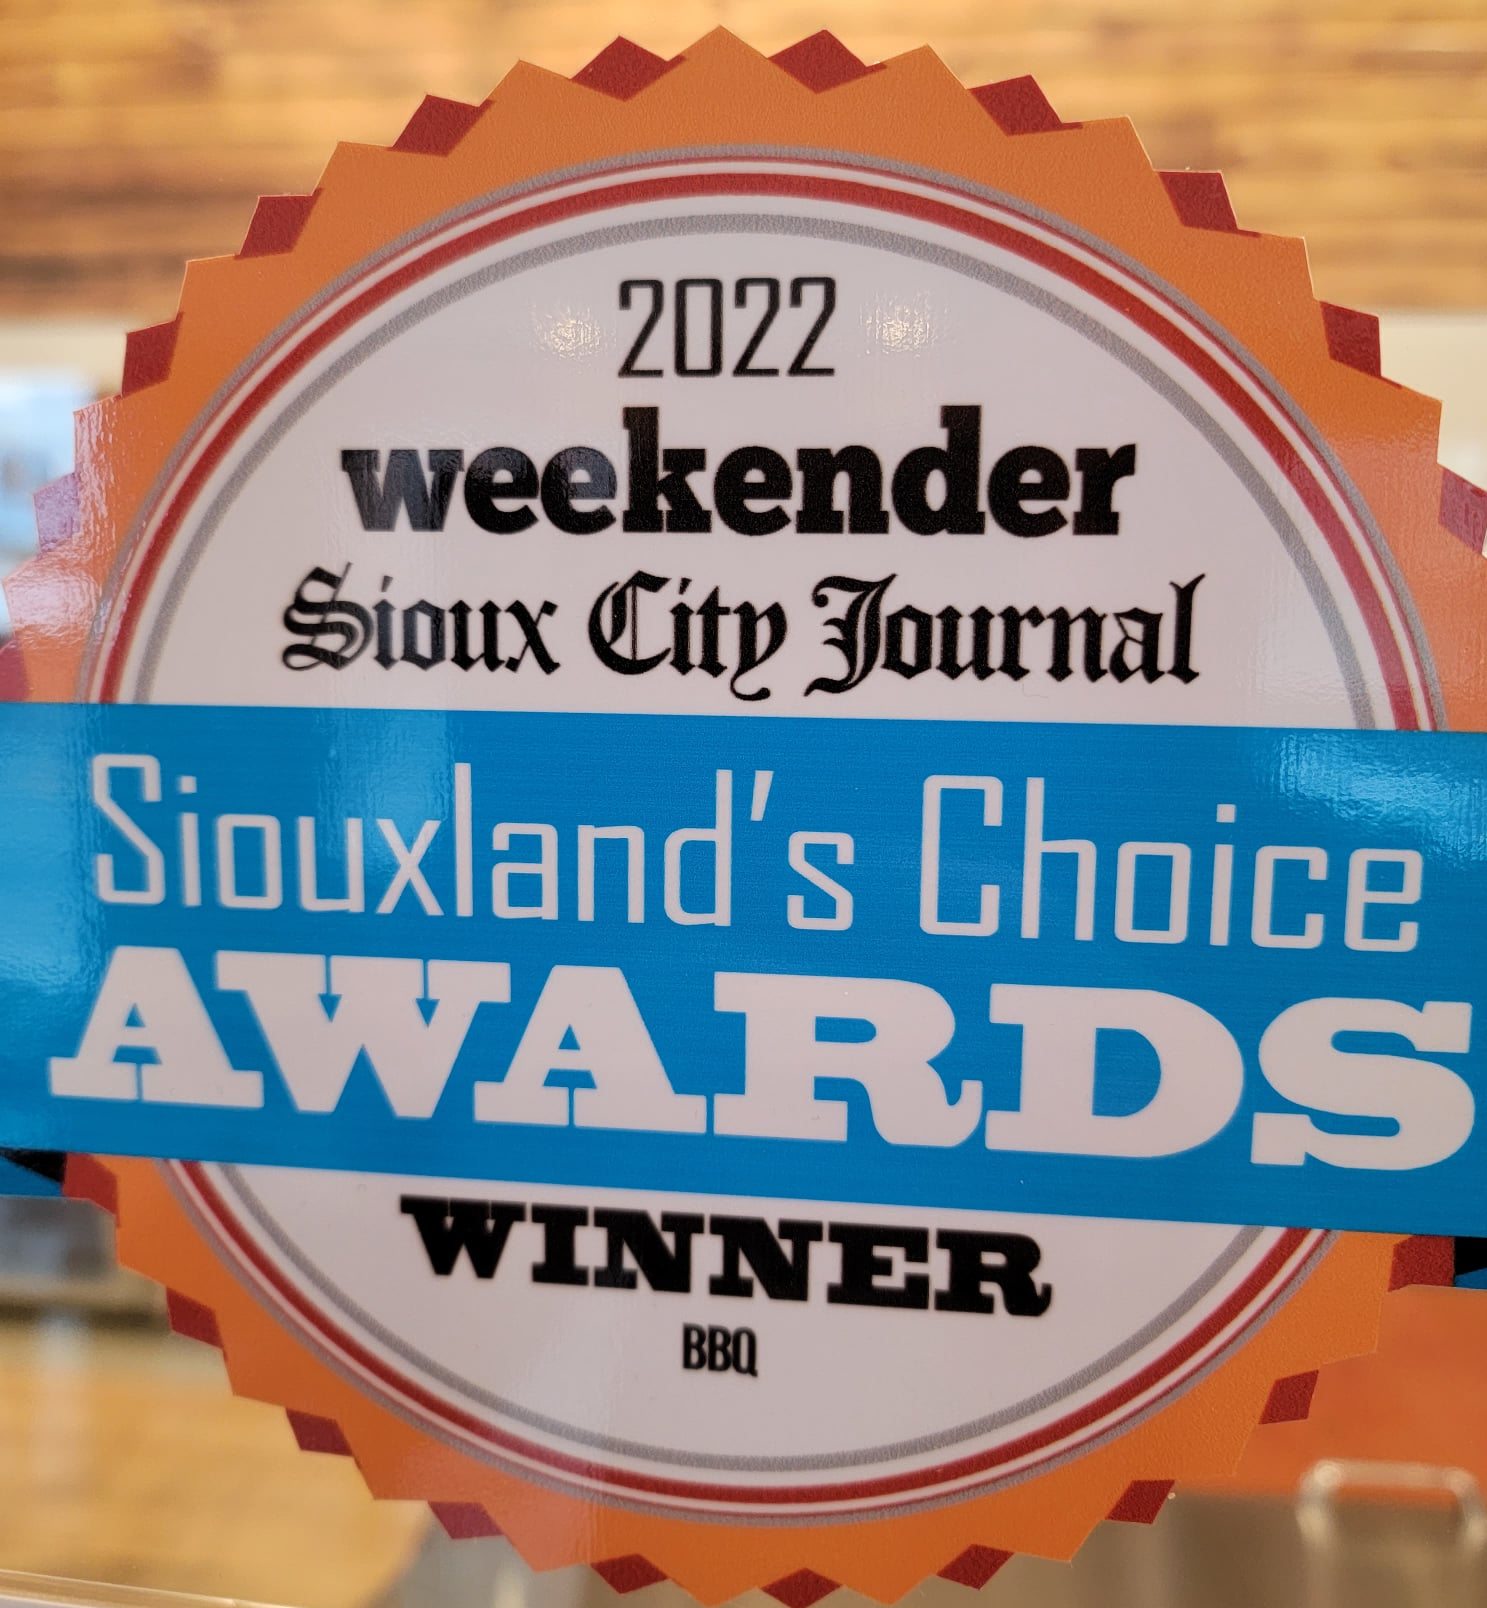 2022
weekender
Sioux City Journal
Siouxland's Choice
AWARDS
WINNER
BBQ